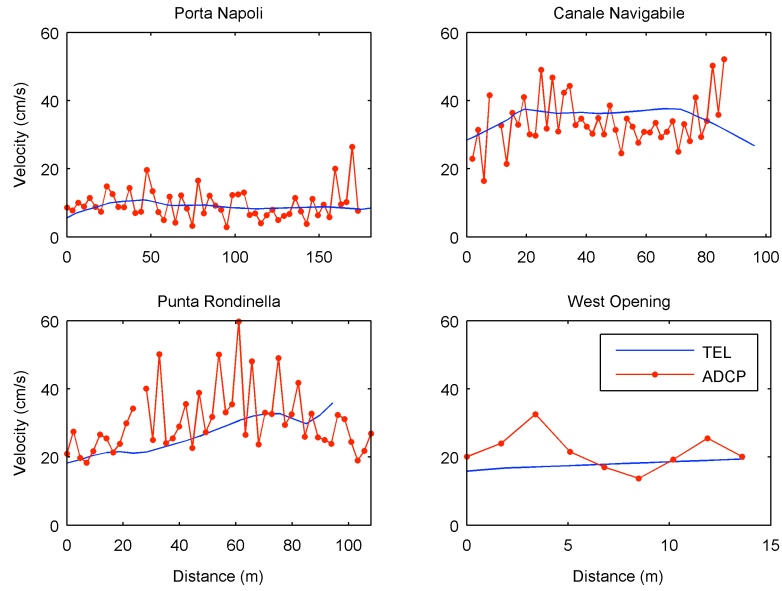 Porta Napoli
Canale Navigabile
60
40
20
0
Velocity (cm/s)
0 50 100 150
60
40
20
0
0 20 40 60 80 100
Punta Rondinella
West Opening
60
40
20
0
Velocity (cm/s)
0 20 40 60 80 100
Distance (m)
60
40
20
0
TEL
ADCP
0 5 10 15
Distance (m)